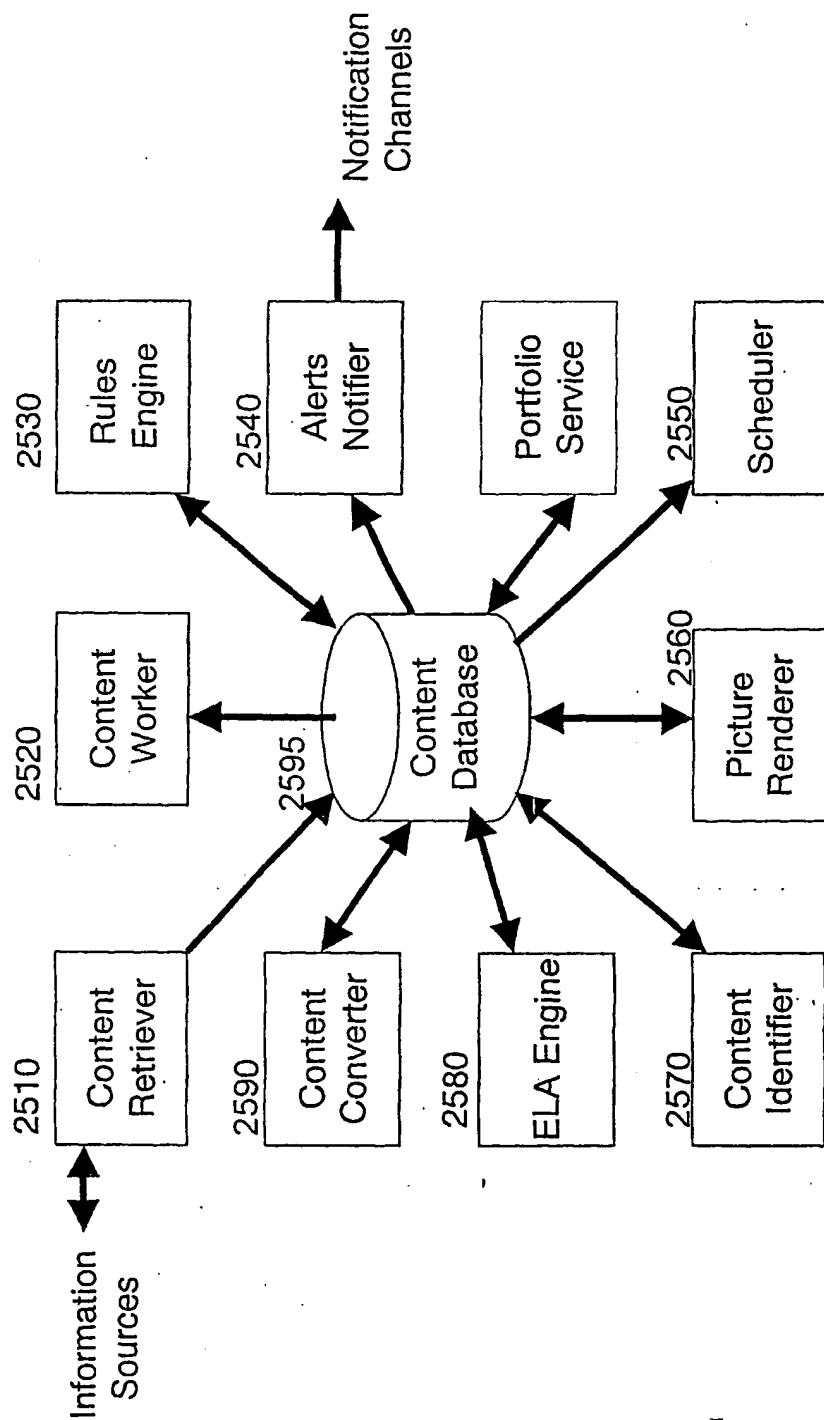 Information
Sources
2510
Content
Retriever
2520
Content
Worker
2530
Rules
Engine
2590
Content
Converter
2595
Content
Database
2540
Alerts
Notifier
Notification
Channels
2580
ELA Engine
Portfolio
Service
2570
Content
Identifier
2560
Picture
Renderer
2550
Scheduler